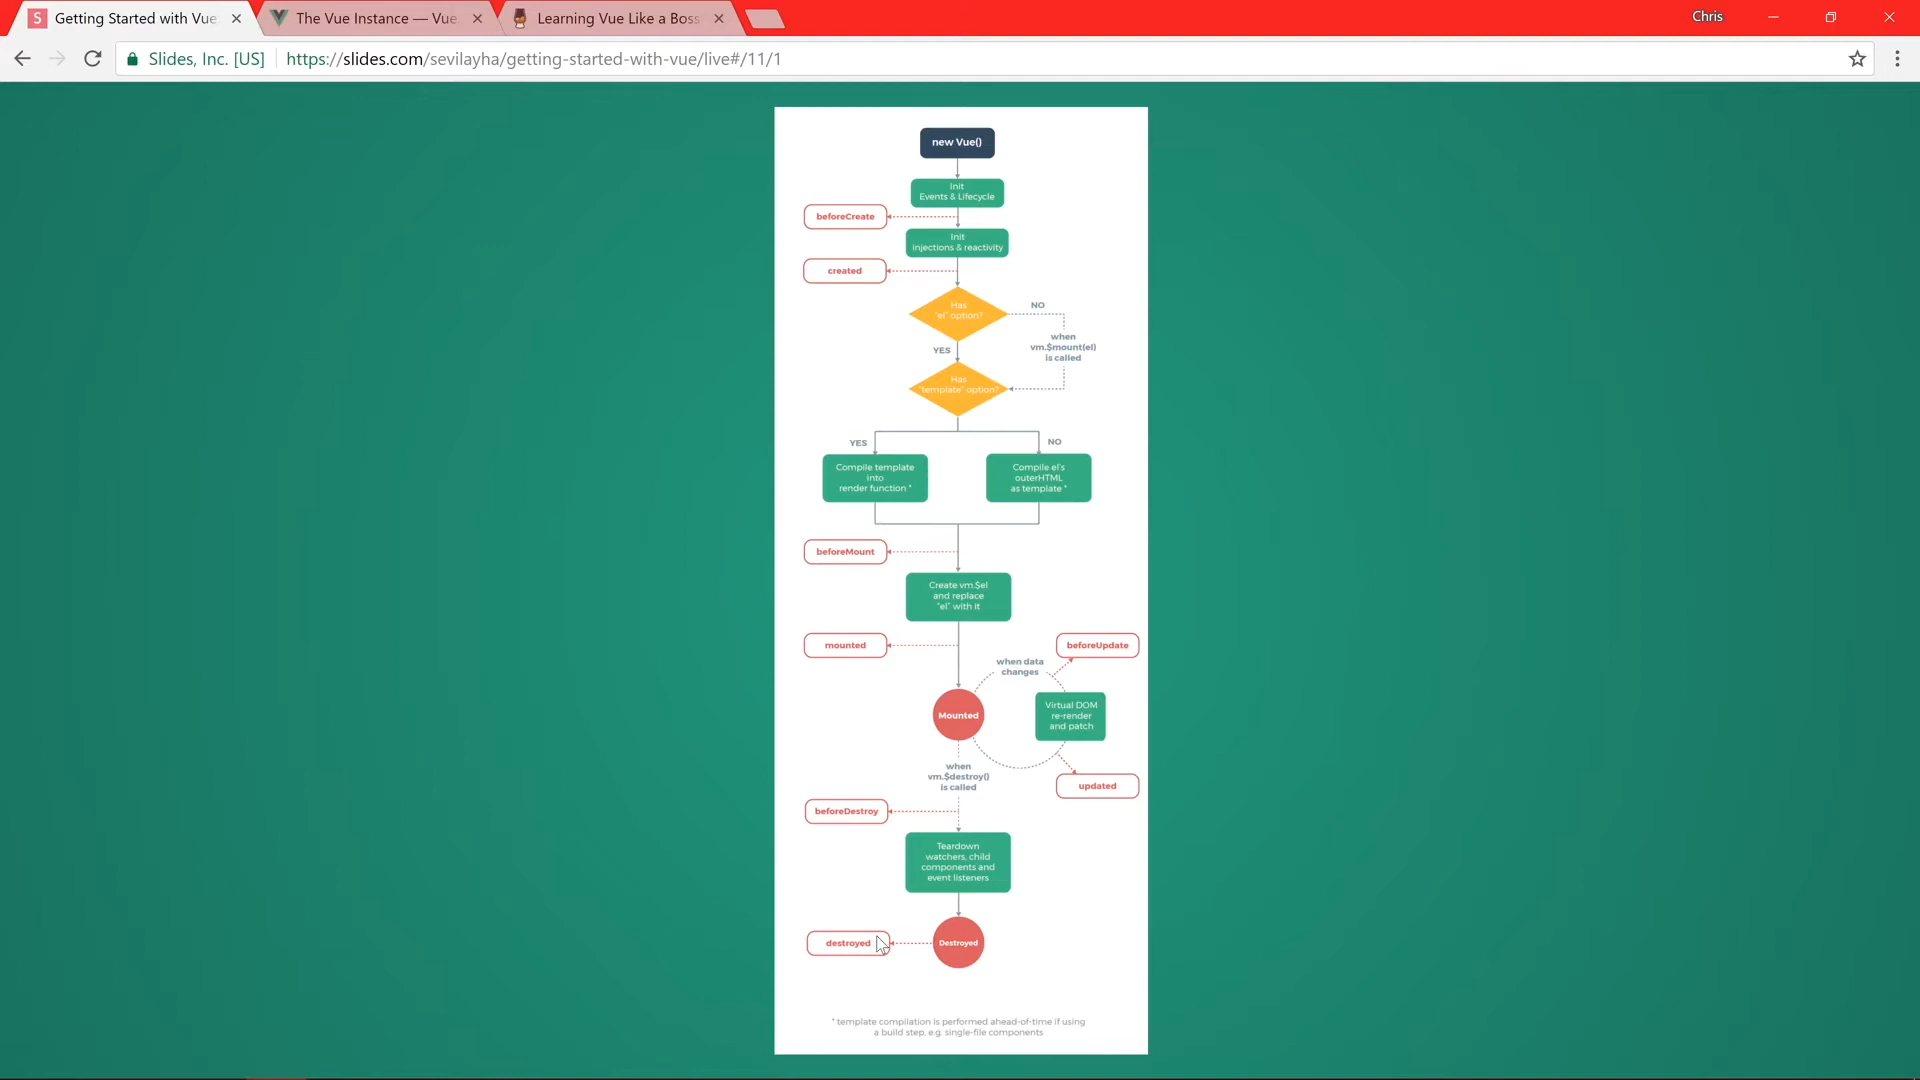 Getting Started with Vue
The Vue Instance — Vue.
Learning Vue Like a Boss
Chris
Slides, Inc. [US]
https://slides.com/sevilayha/getting-started-with-vue/live#/11/1
new Vue()
Init
Events & Lifecycle
beforeCreate
Init
injections & reactivity
created
Has
"el" option?
NO
when
vm.$mount(el)
is called
YES
Has
"template" option?
YES
NO
Compile template
into
render function *
Compile el's
outerHTML
as template *
beforeMount
Create vm.$el
and replace
"el" with it
mounted
beforeUpdate
when data
changes
Mounted
Virtual DOM
re-render
and patch
when
vm.$destroy()
is called
updated
beforeDestroy
Teardown
watchers, child
components and
event listeners
destroyed
Destroyed
* template compilation is performed ahead-of-time if using
a build step, e.g. single-file components